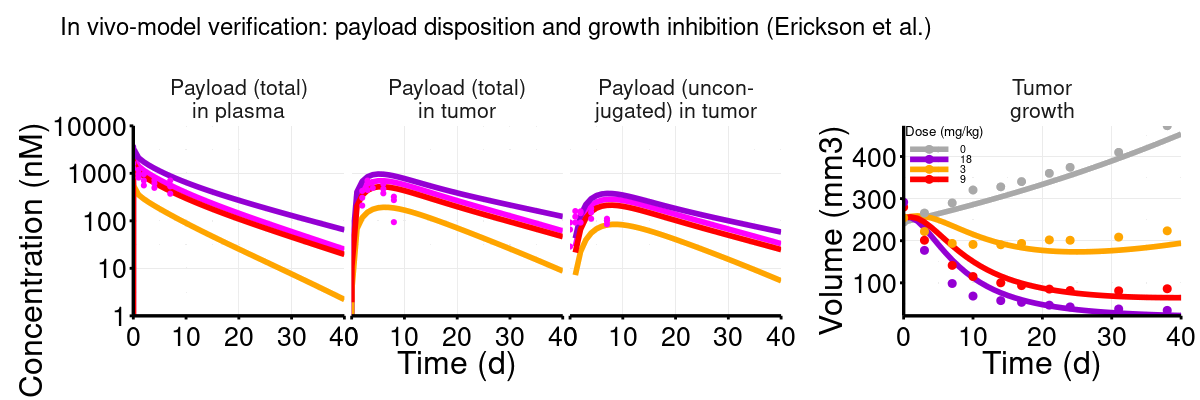 In vivo-model verification: payload disposition and growth inhibition (Erickson et al.)
Payload (total)
in plasma
Payload (total)
in tumor
Payload (uncon-
jugated) in tumor
Tumor
growth
Concentration (nM)
10000
1000
100
10
1
0 10 20 30 40
0 10 20 30 40
0 10 20 30 40
Time (d)
Volume (mm3)
400
300
200
100
Dose (mg/kg)
0
18
3
9
0 10 20 30 40
Time (d)